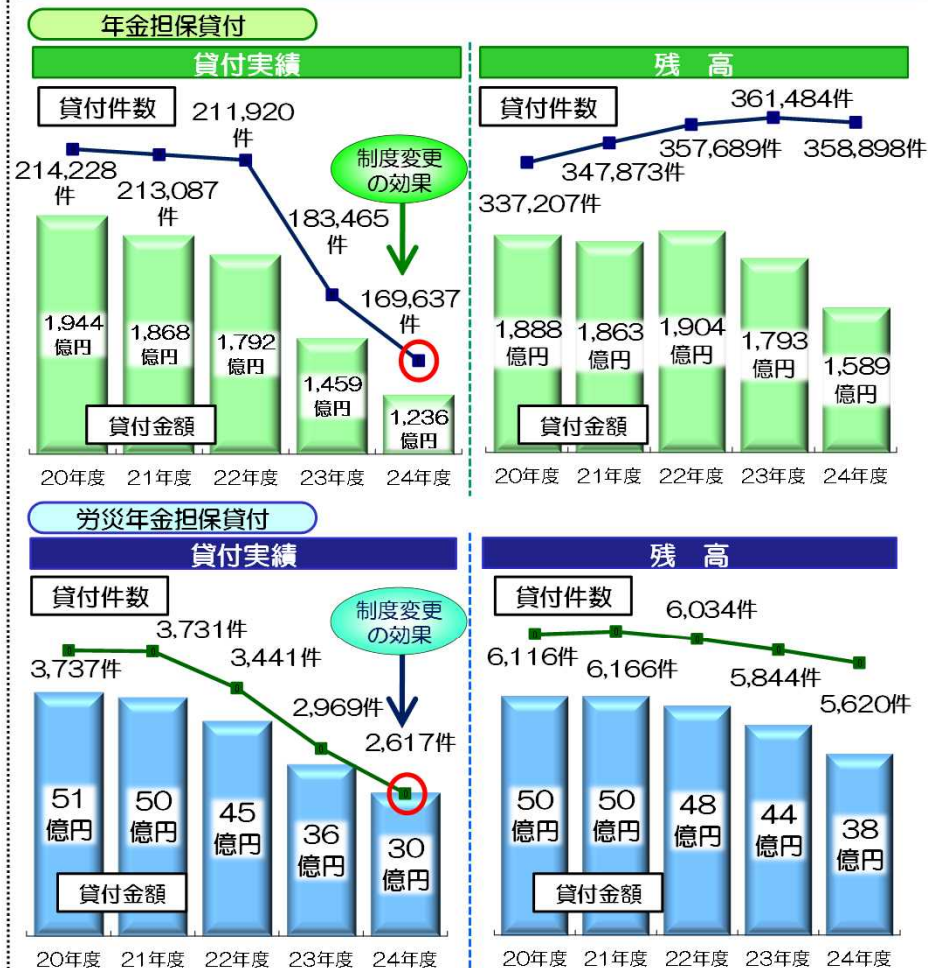 年金担保貸付
貸付実績
貸付件数
214,228
件
213,087
件
211,920
件
183,465
件
169,637
件
制度変更
の効果
1,944
億円
1,868
億円
1,792
億円
1,459
億円
1,236
億円
貸付金額
20年度 21年度 22年度 23年度 24年度
残 高
貸付件数
337,207件
347,873件
357,689件
361,484件
358,898件
1,888
億円
1,863
億円
1,904
億円
1,793
億円
1,589
億円
貸付金額
20年度 21年度 22年度 23年度 24年度
労災年金担保貸付
貸付実績
貸付件数
3,737件
3,731件
3,441件
2,969件
2,617件
制度変更
の効果
51
億円
50
億円
45
億円
36
億円
30
億円
貸付金額
20年度 21年度 22年度 23年度 24年度
残 高
貸付件数
6,116件
6,166件
6,034件
5,844件
5,620件
50
億円
50
億円
48
億円
44
億円
38
億円
貸付金額
20年度 21年度 22年度 23年度 24年度